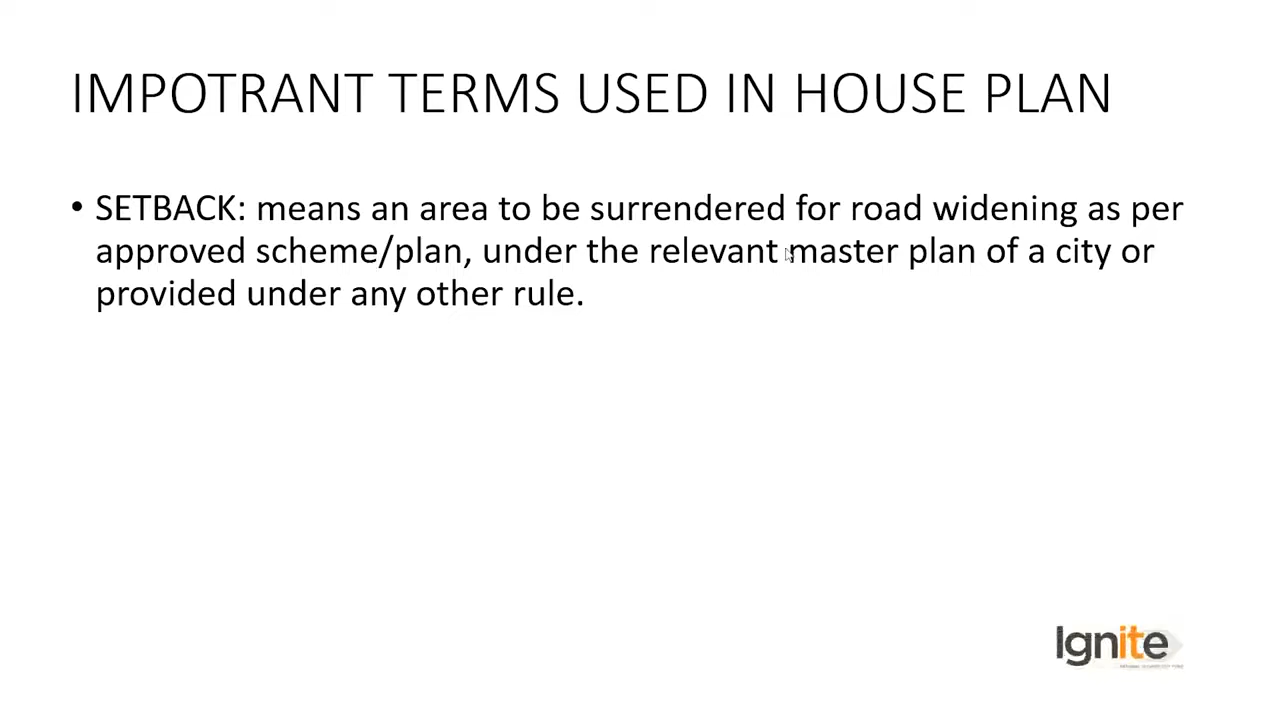 IMPOTRANT TERMS USED IN HOUSE PLAN
• SETBACK: means an area to be surrendered for road widening as per
approved scheme/plan, under the relevant master plan of a city or
provided under any other rule.
Ignite